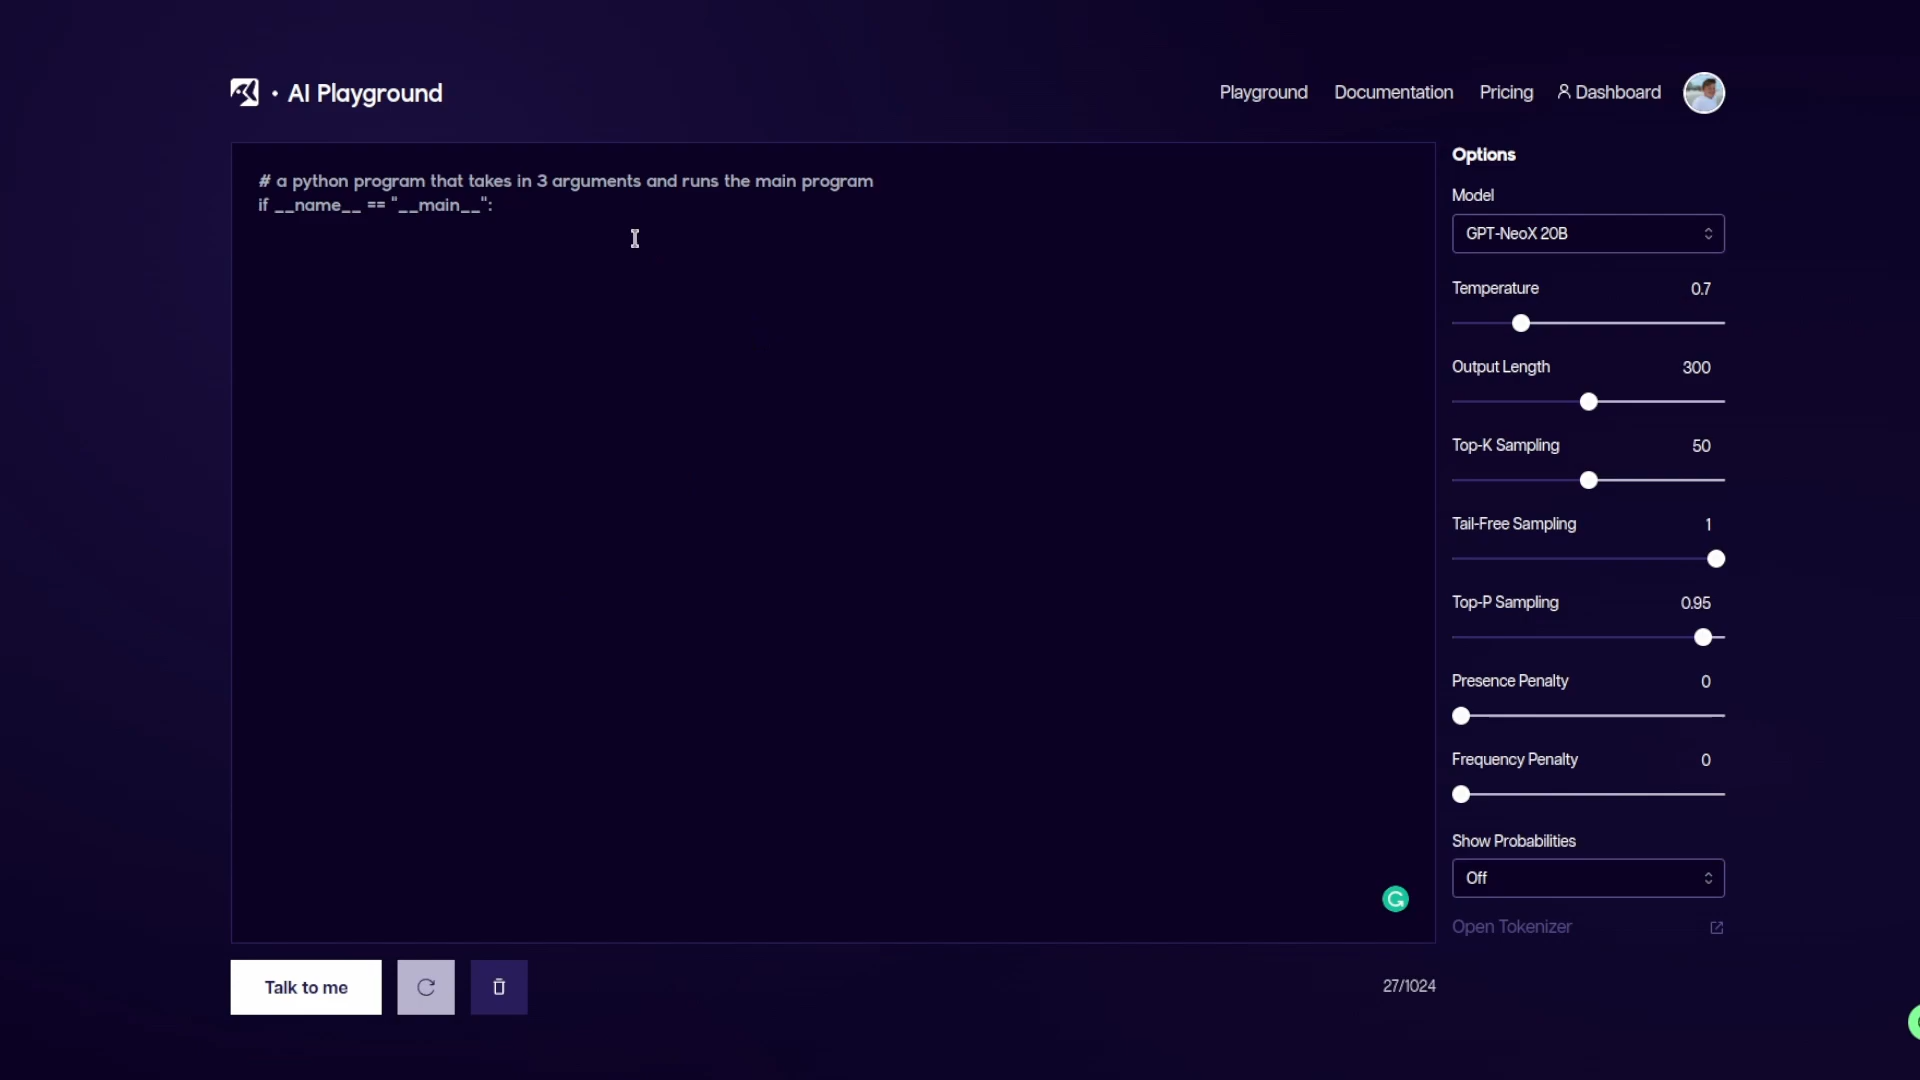 · AI Playground
Playground
Documentation
Pricing
Dashboard
# a python program that takes in 3 arguments and runs the main program
if __name__ == "__main__":
Options
Model
GPT-NeoX 20B
Temperature 0.7
Output Length 300
Top-K Sampling 50
Tail-Free Sampling 1
Top-P Sampling 0.95
Presence Penalty 0
Frequency Penalty 0
Show Probabilities
Off
Open Tokenizer
Talk to me
27/1024